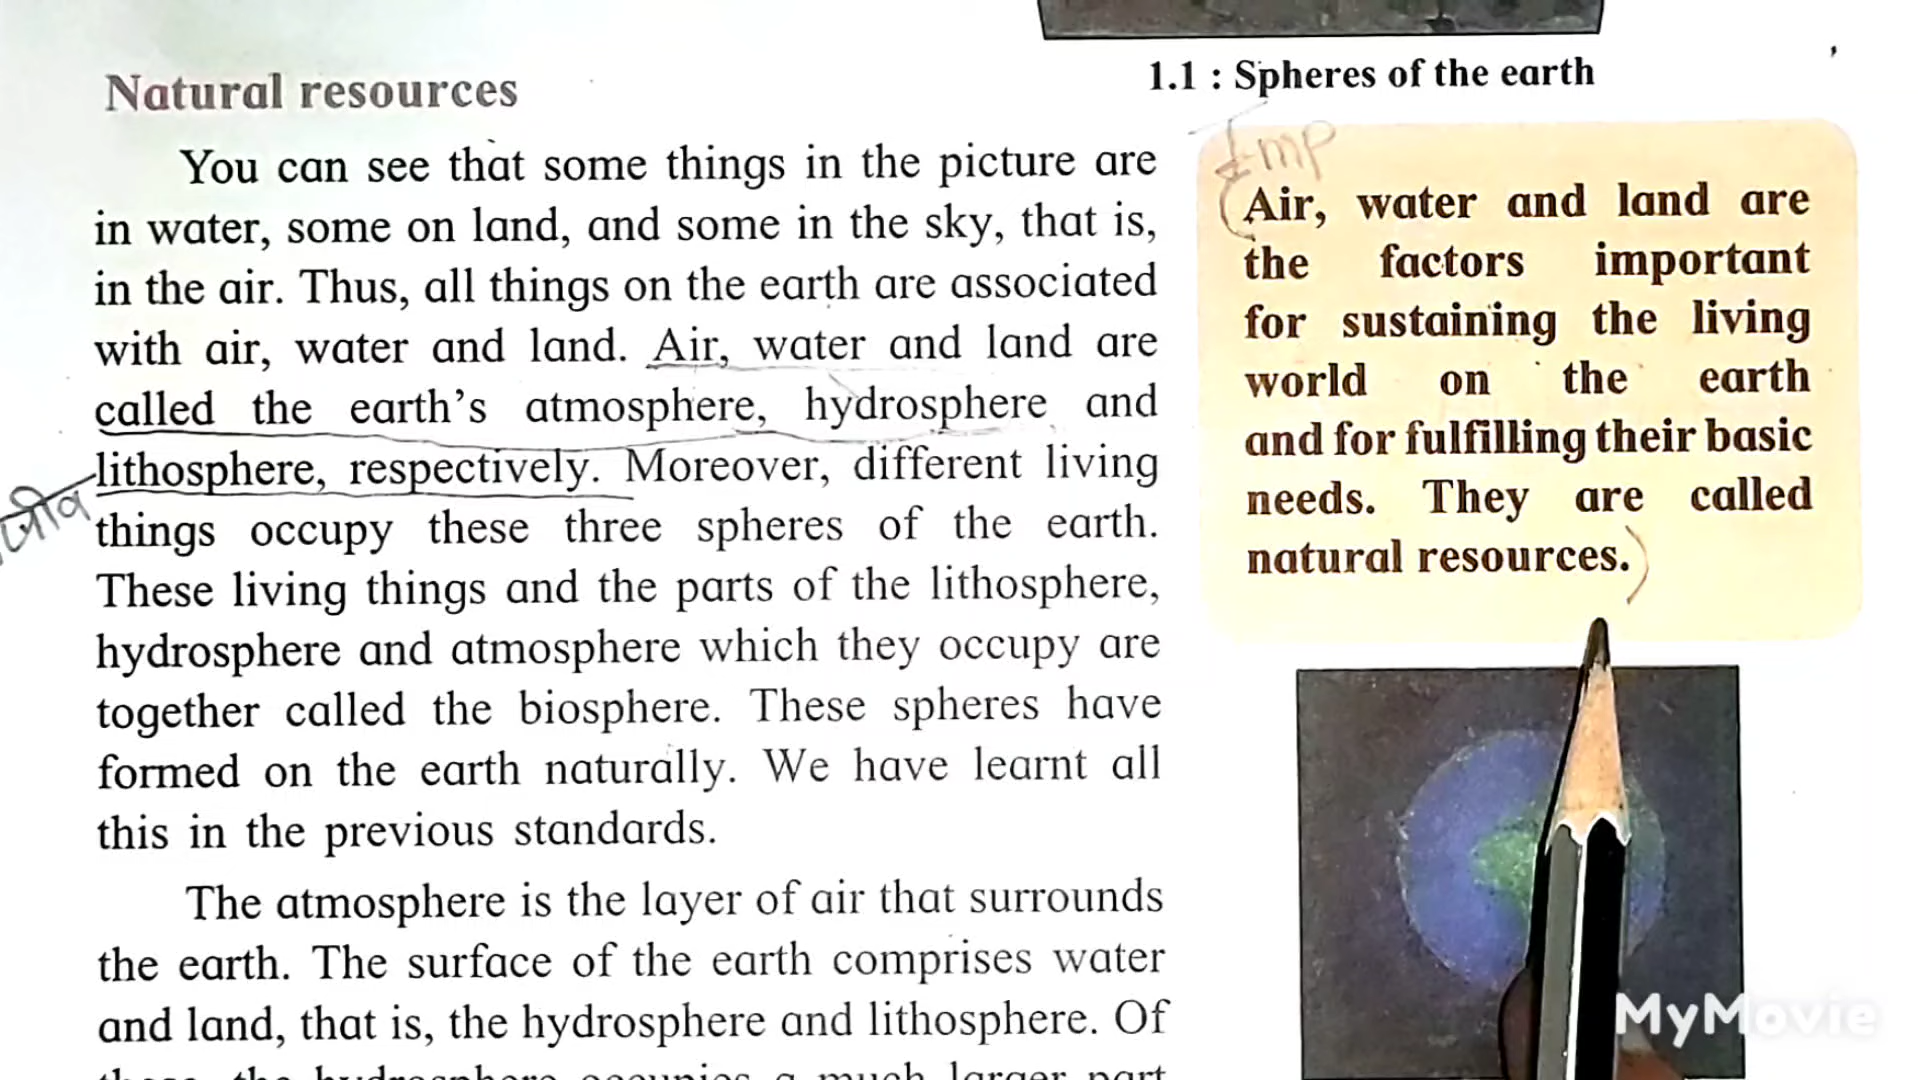 Natural resources
You can see that some things in the picture are
in water, some on land, and some in the sky, that is,
in the air. Thus, all things on the earth are associated
with air, water and land. Air, water and land are
called the earth's atmosphere, hydrosphere and
lithosphere, respectively. Moreover, different living
things occupy these three spheres of the earth.
These living things and the parts of the lithosphere,
hydrosphere and atmosphere which they occupy are
together called the biosphere. These spheres have
formed on the earth naturally. We have learnt all
this in the previous standards.
The atmosphere is the layer of air that surrounds
the earth. The surface of the earth comprises water
and land, that is, the hydrosphere and lithosphere. Of
these, the hydrosphere occupies a much larger part
जीव
1.1 : Spheres of the earth
Imp
Air, water and land are
the factors important
for sustaining the living
world on the earth
and for fulfilling their basic
needs. They are called
natural resources.
MyMovie